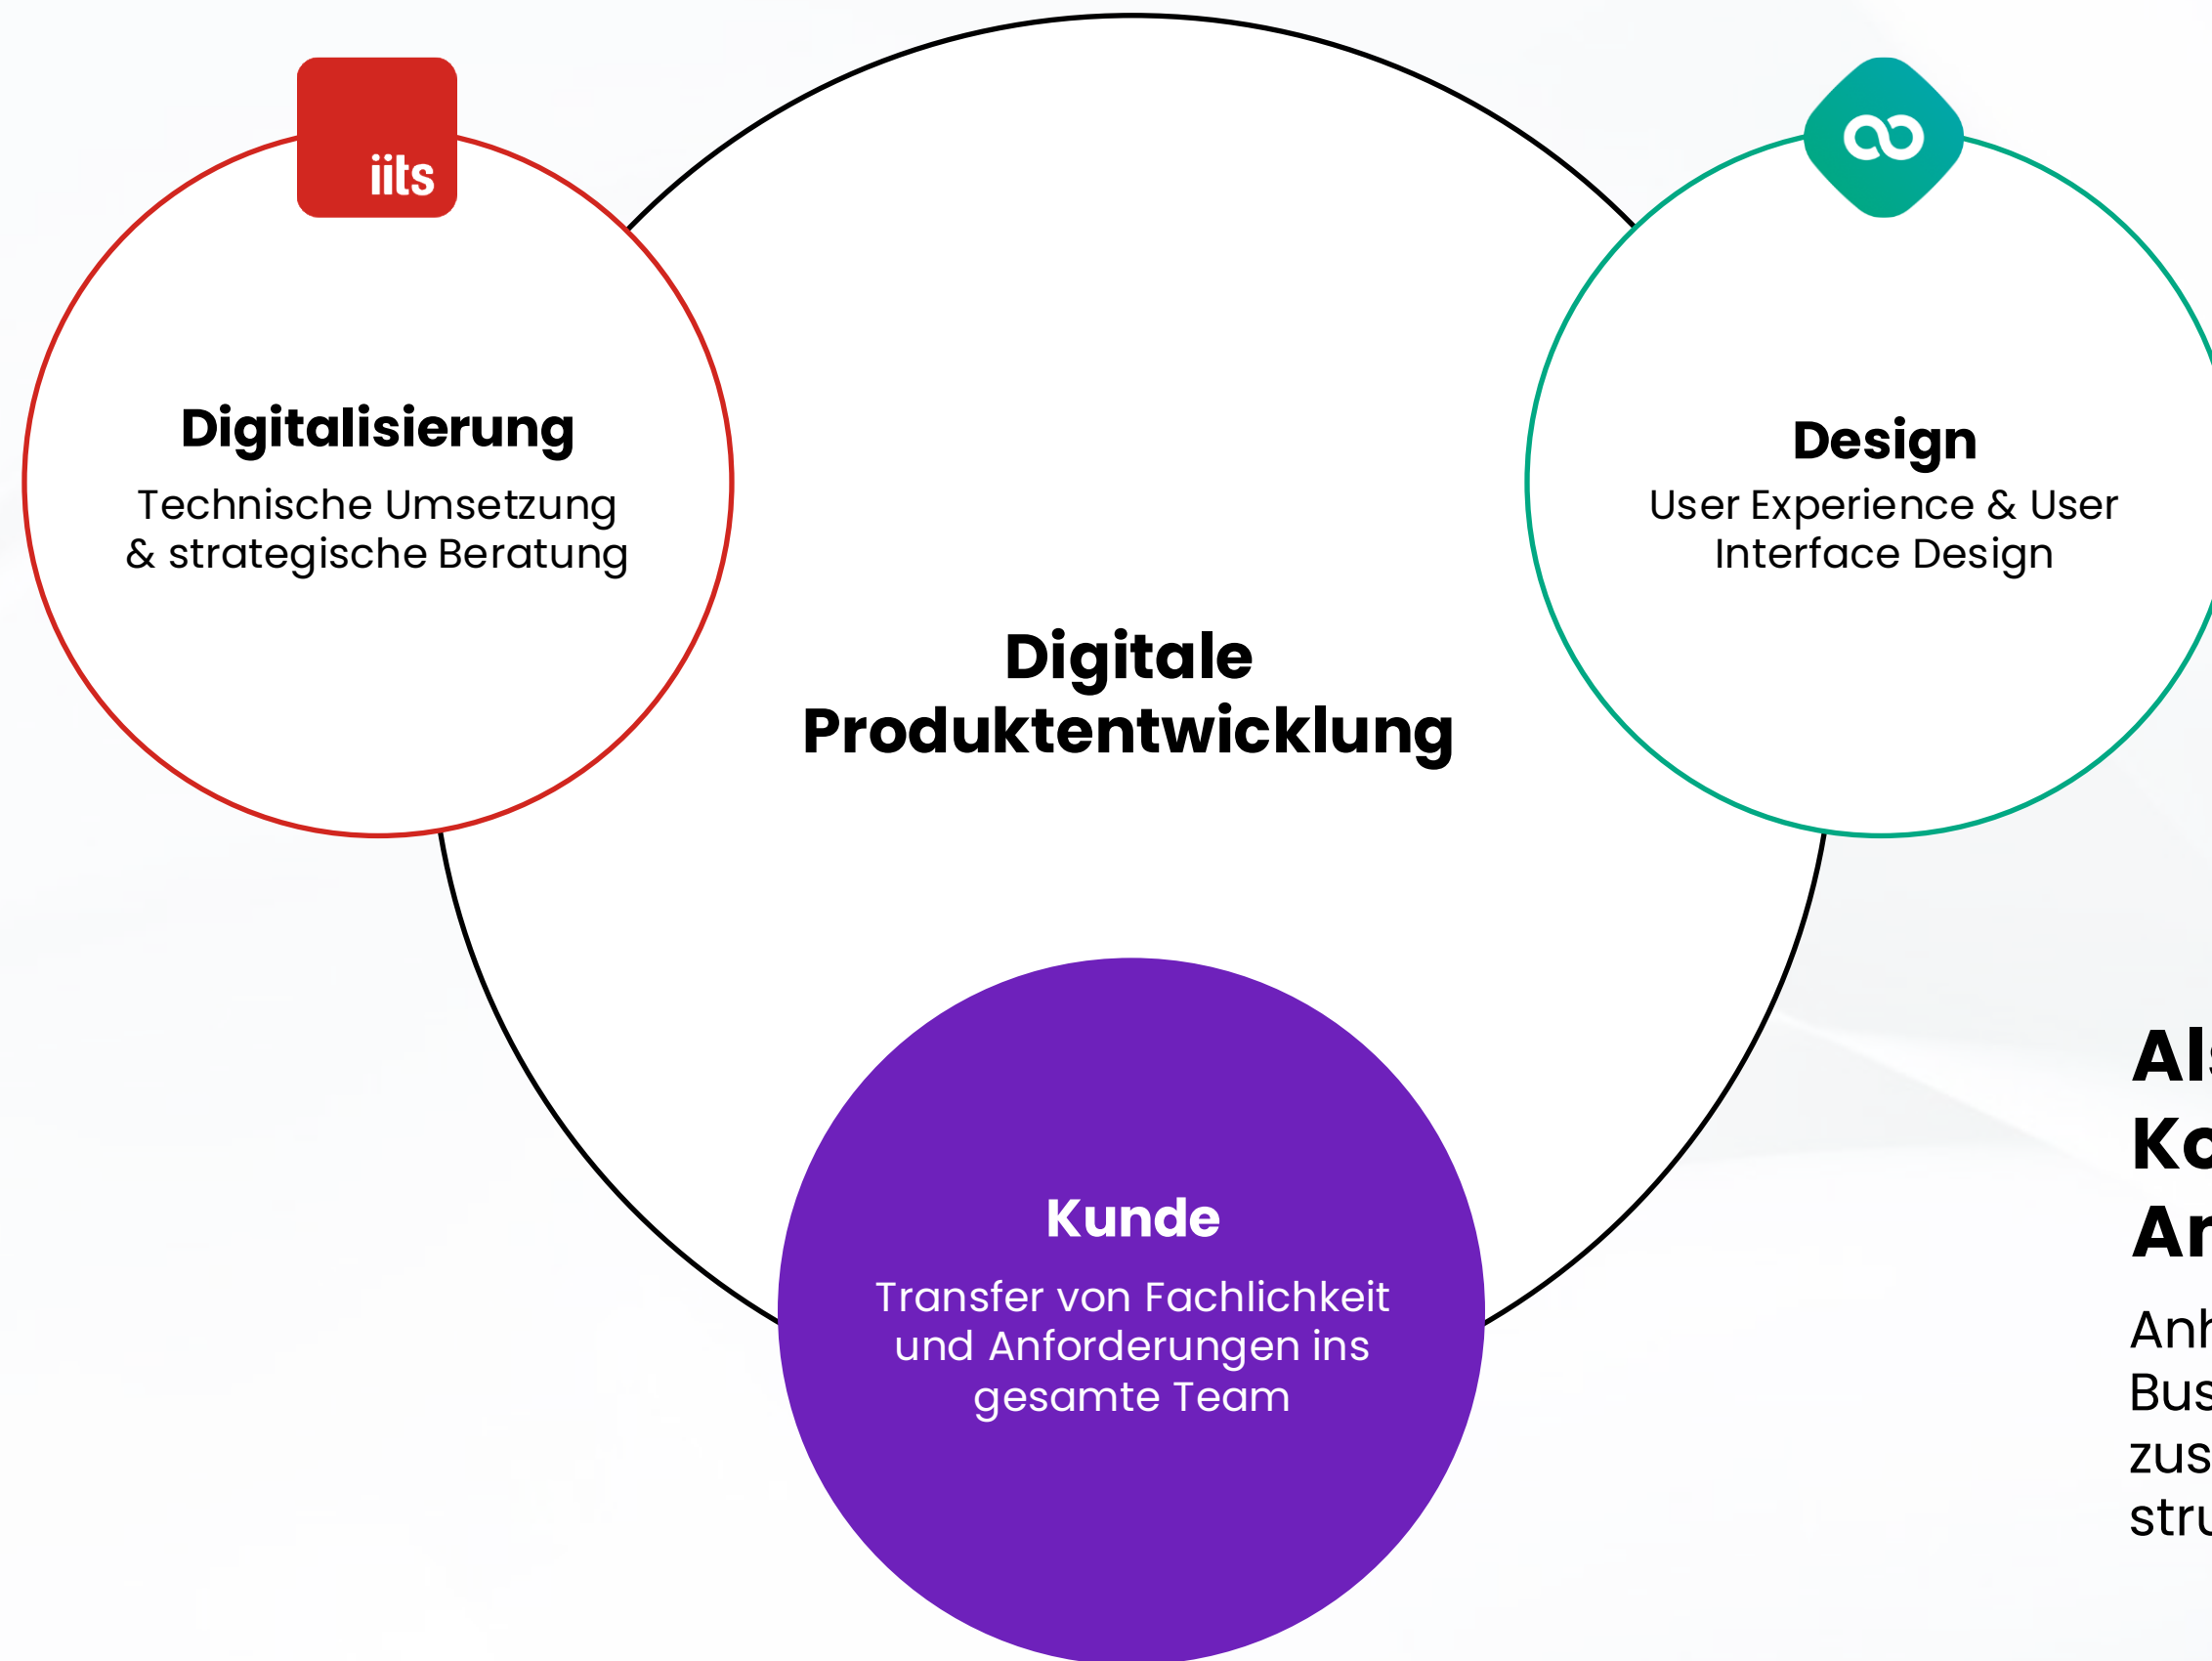 iits
Digitalisierung
Technische Umsetzung
& strategische Beratung
Design
User Experience & User
Interface Design
Digitale
Produktentwicklung
Kunde
Transfer von Fachlichkeit
und Anforderungen ins
gesamte Team